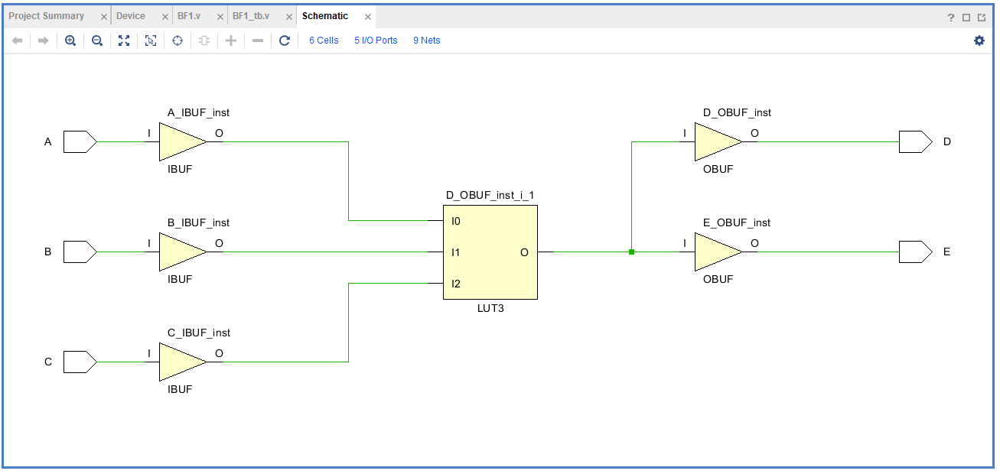 Project Summary × Device × BF1.v × BF1_tb.v × Schematic × ?
6 Cells 5 I/O Ports 9 Nets
A_IBUF_inst D_OBUF_inst
A I O I O D
IBUF OBUF
D_OBUF_inst_i_1
B_IBUF_inst I0 E_OBUF_inst
B I O I1 O I O E
IBUF I2 OBUF
LUT3
C_IBUF_inst
C I O
IBUF